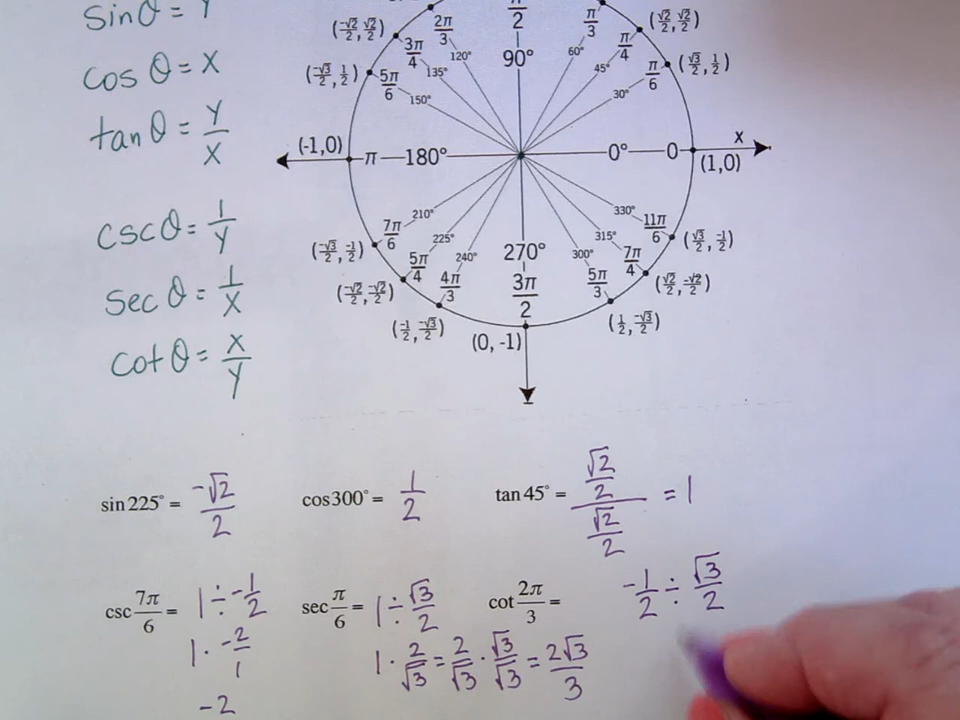 sinθ = Y
cos θ = X
tanθ = Y/X
cscθ = 1/Y
secθ = 1/X
cotθ = X/Y
π/2
90°
2π/3
120°
(-√2/2, √2/2)
3π/4
135°
(-√3/2, 1/2)
5π/6
150°
π/3
60°
(√2/2, √2/2)
π/4
45°
(√3/2, 1/2)
π/6
30°
(-1,0)
π 180°
0° 0
x
(1,0)
(-√3/2, -1/2)
7π/6
210°
(-√2/2, -√2/2)
5π/4
225°
(-1/2, -√3/2)
4π/3
240°
270°
3π/2
(0, -1)
330°
11π/6
(√3/2, -1/2)
315°
7π/4
(√2/2, -√2/2)
300°
5π/3
(1/2, -√3/2)
sin 225° = -√2/2
cos 300° = 1/2
tan 45° = √2/2 / √2/2 = 1
csc 7π/6 = 1 ÷ -1/2
1 · -2/1
-2
sec π/6 = 1 ÷ √3/2
1 · 2/√3 = 2/√3 · √3/√3 = 2√3/3
cot 2π/3 = -1/2 ÷ √3/2